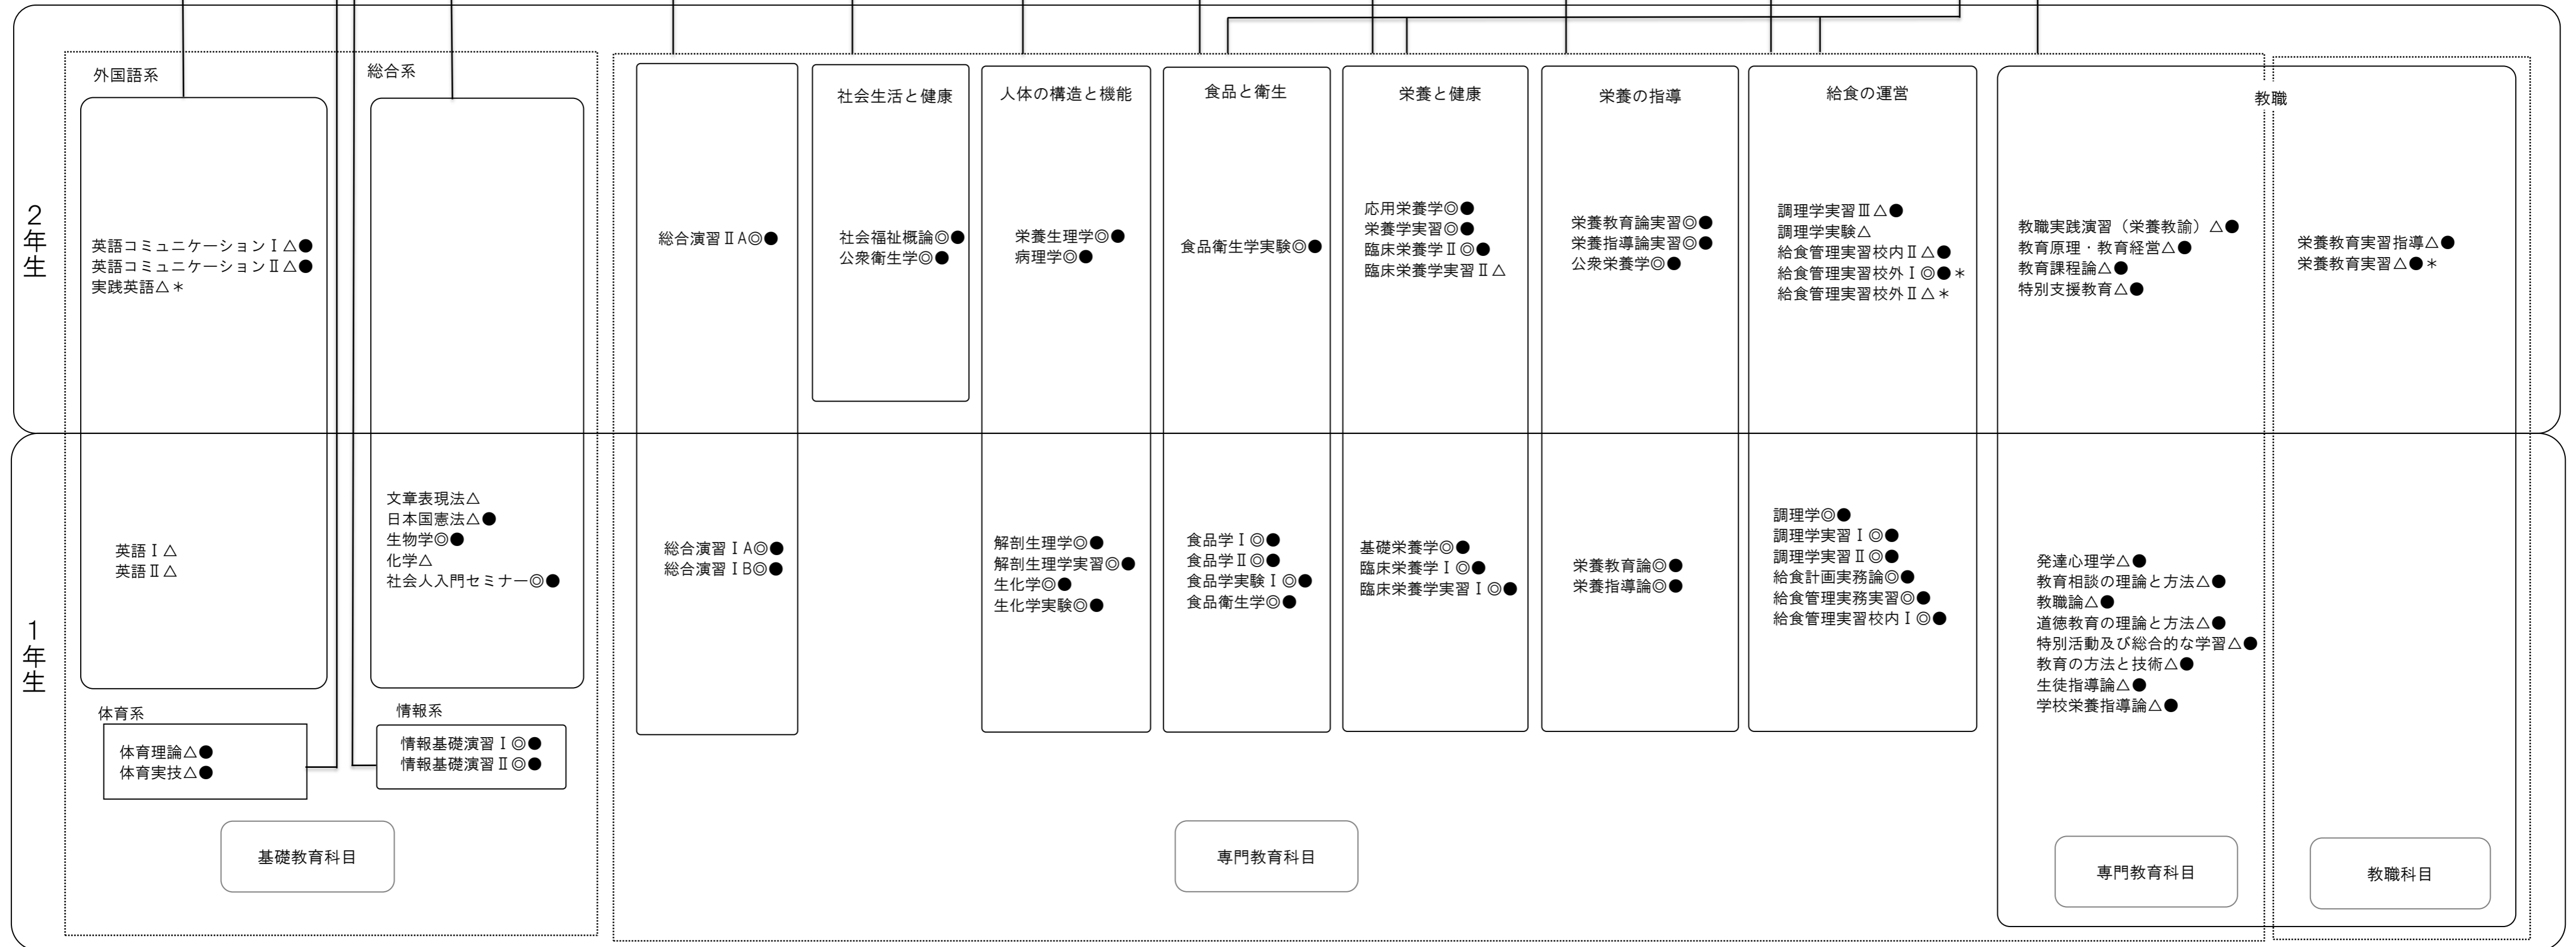 2年生
外国語系
英語コミュニケーションⅠ△●
英語コミュニケーションⅡ△●
実践英語△＊
総合系
総合演習ⅡA◎●
社会生活と健康
社会福祉概論◎●
公衆衛生学◎●
人体の構造と機能
栄養生理学◎●
病理学◎●
食品と衛生
食品衛生学実験◎●
栄養と健康
応用栄養学◎●
栄養学実習◎●
臨床栄養学Ⅱ◎●
臨床栄養学実習Ⅱ△
栄養の指導
栄養教育論実習◎●
栄養指導論実習◎●
公衆栄養学◎●
給食の運営
調理学実習Ⅲ△●
調理学実験△
給食管理実習校内Ⅱ△●
給食管理実習校外Ⅰ◎●＊
給食管理実習校外Ⅱ△＊
教職
教職実践演習（栄養教諭）△●
教育原理・教育経営△●
教育課程論△●
特別支援教育△●
栄養教育実習指導△●
栄養教育実習△●＊
1年生
英語Ⅰ△
英語Ⅱ△
文章表現法△
日本国憲法△●
生物学◎●
化学△
社会人入門セミナー◎●
総合演習ⅠA◎●
総合演習ⅠB◎●
解剖生理学◎●
解剖生理学実習◎●
生化学◎●
生化学実験◎●
食品学Ⅰ◎●
食品学Ⅱ◎●
食品学実験Ⅰ◎●
食品衛生学◎●
基礎栄養学◎●
臨床栄養学Ⅰ◎●
臨床栄養学実習Ⅰ◎●
栄養教育論◎●
栄養指導論◎●
調理学◎●
調理学実習Ⅰ◎●
調理学実習Ⅱ◎●
給食計画実務論◎●
給食管理実務実習◎●
給食管理実習校内Ⅰ◎●
発達心理学△●
教育相談の理論と方法△●
教職論△●
道徳教育の理論と方法△●
特別活動及び総合的な学習△●
教育の方法と技術△●
生徒指導論△●
学校栄養指導論△●
体育系
体育理論△●
体育実技△●
情報系
情報基礎演習Ⅰ◎●
情報基礎演習Ⅱ◎●
基礎教育科目
専門教育科目
専門教育科目
教職科目